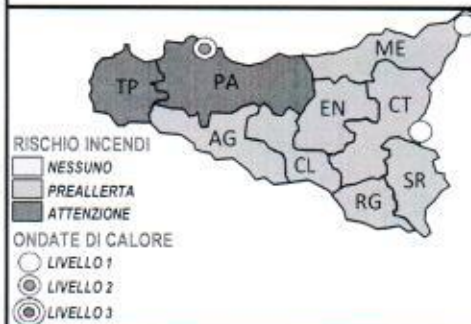 ME
TP
PA
EN
CT
AG
CL
SR
RG
RISCHIO INCENDI
NESSUNO
PREALLERTA
ATTENZIONE
ONDATE DI CALORE
LIVELLO 1
LIVELLO 2
LIVELLO 3